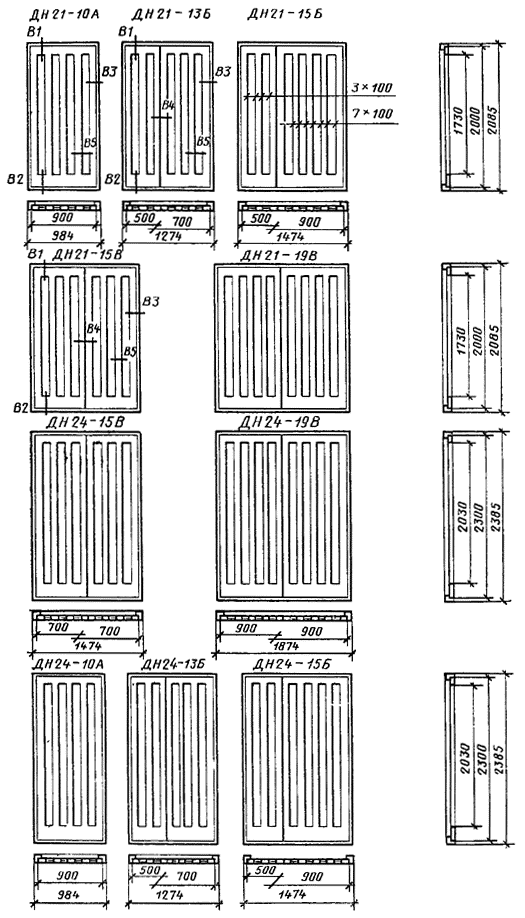 ДН21-10А ДН21-13Б ДН21-15Б
В1 В1
В3 В3
3×100
В4
7×100
В5 В5
В2 В2
1730 2000 2085
900 500 700 500 900
984 1274 1474
В1 ДН21-15В ДН21-19В
В3
В4
В5
В2
1730 2000 2085
ДН24-15В ДН24-19В
2030 2300 2385
700 700 900 900
1474 1874
ДН24-10А ДН24-13Б ДН24-15Б
2030 2300 2385
900 500 700 500 900
984 1274 1474